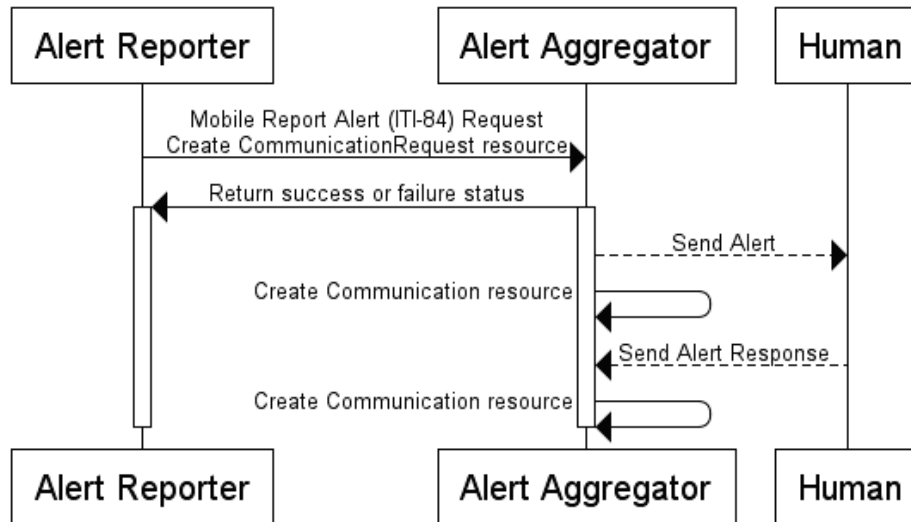 Alert Reporter
Alert Aggregator
Human
Mobile Report Alert (ITI-84) Request
Create CommunicationRequest resource
Return success or failure status
Send Alert
Create Communication resource
Send Alert Response
Create Communication resource
Alert Reporter
Alert Aggregator
Human